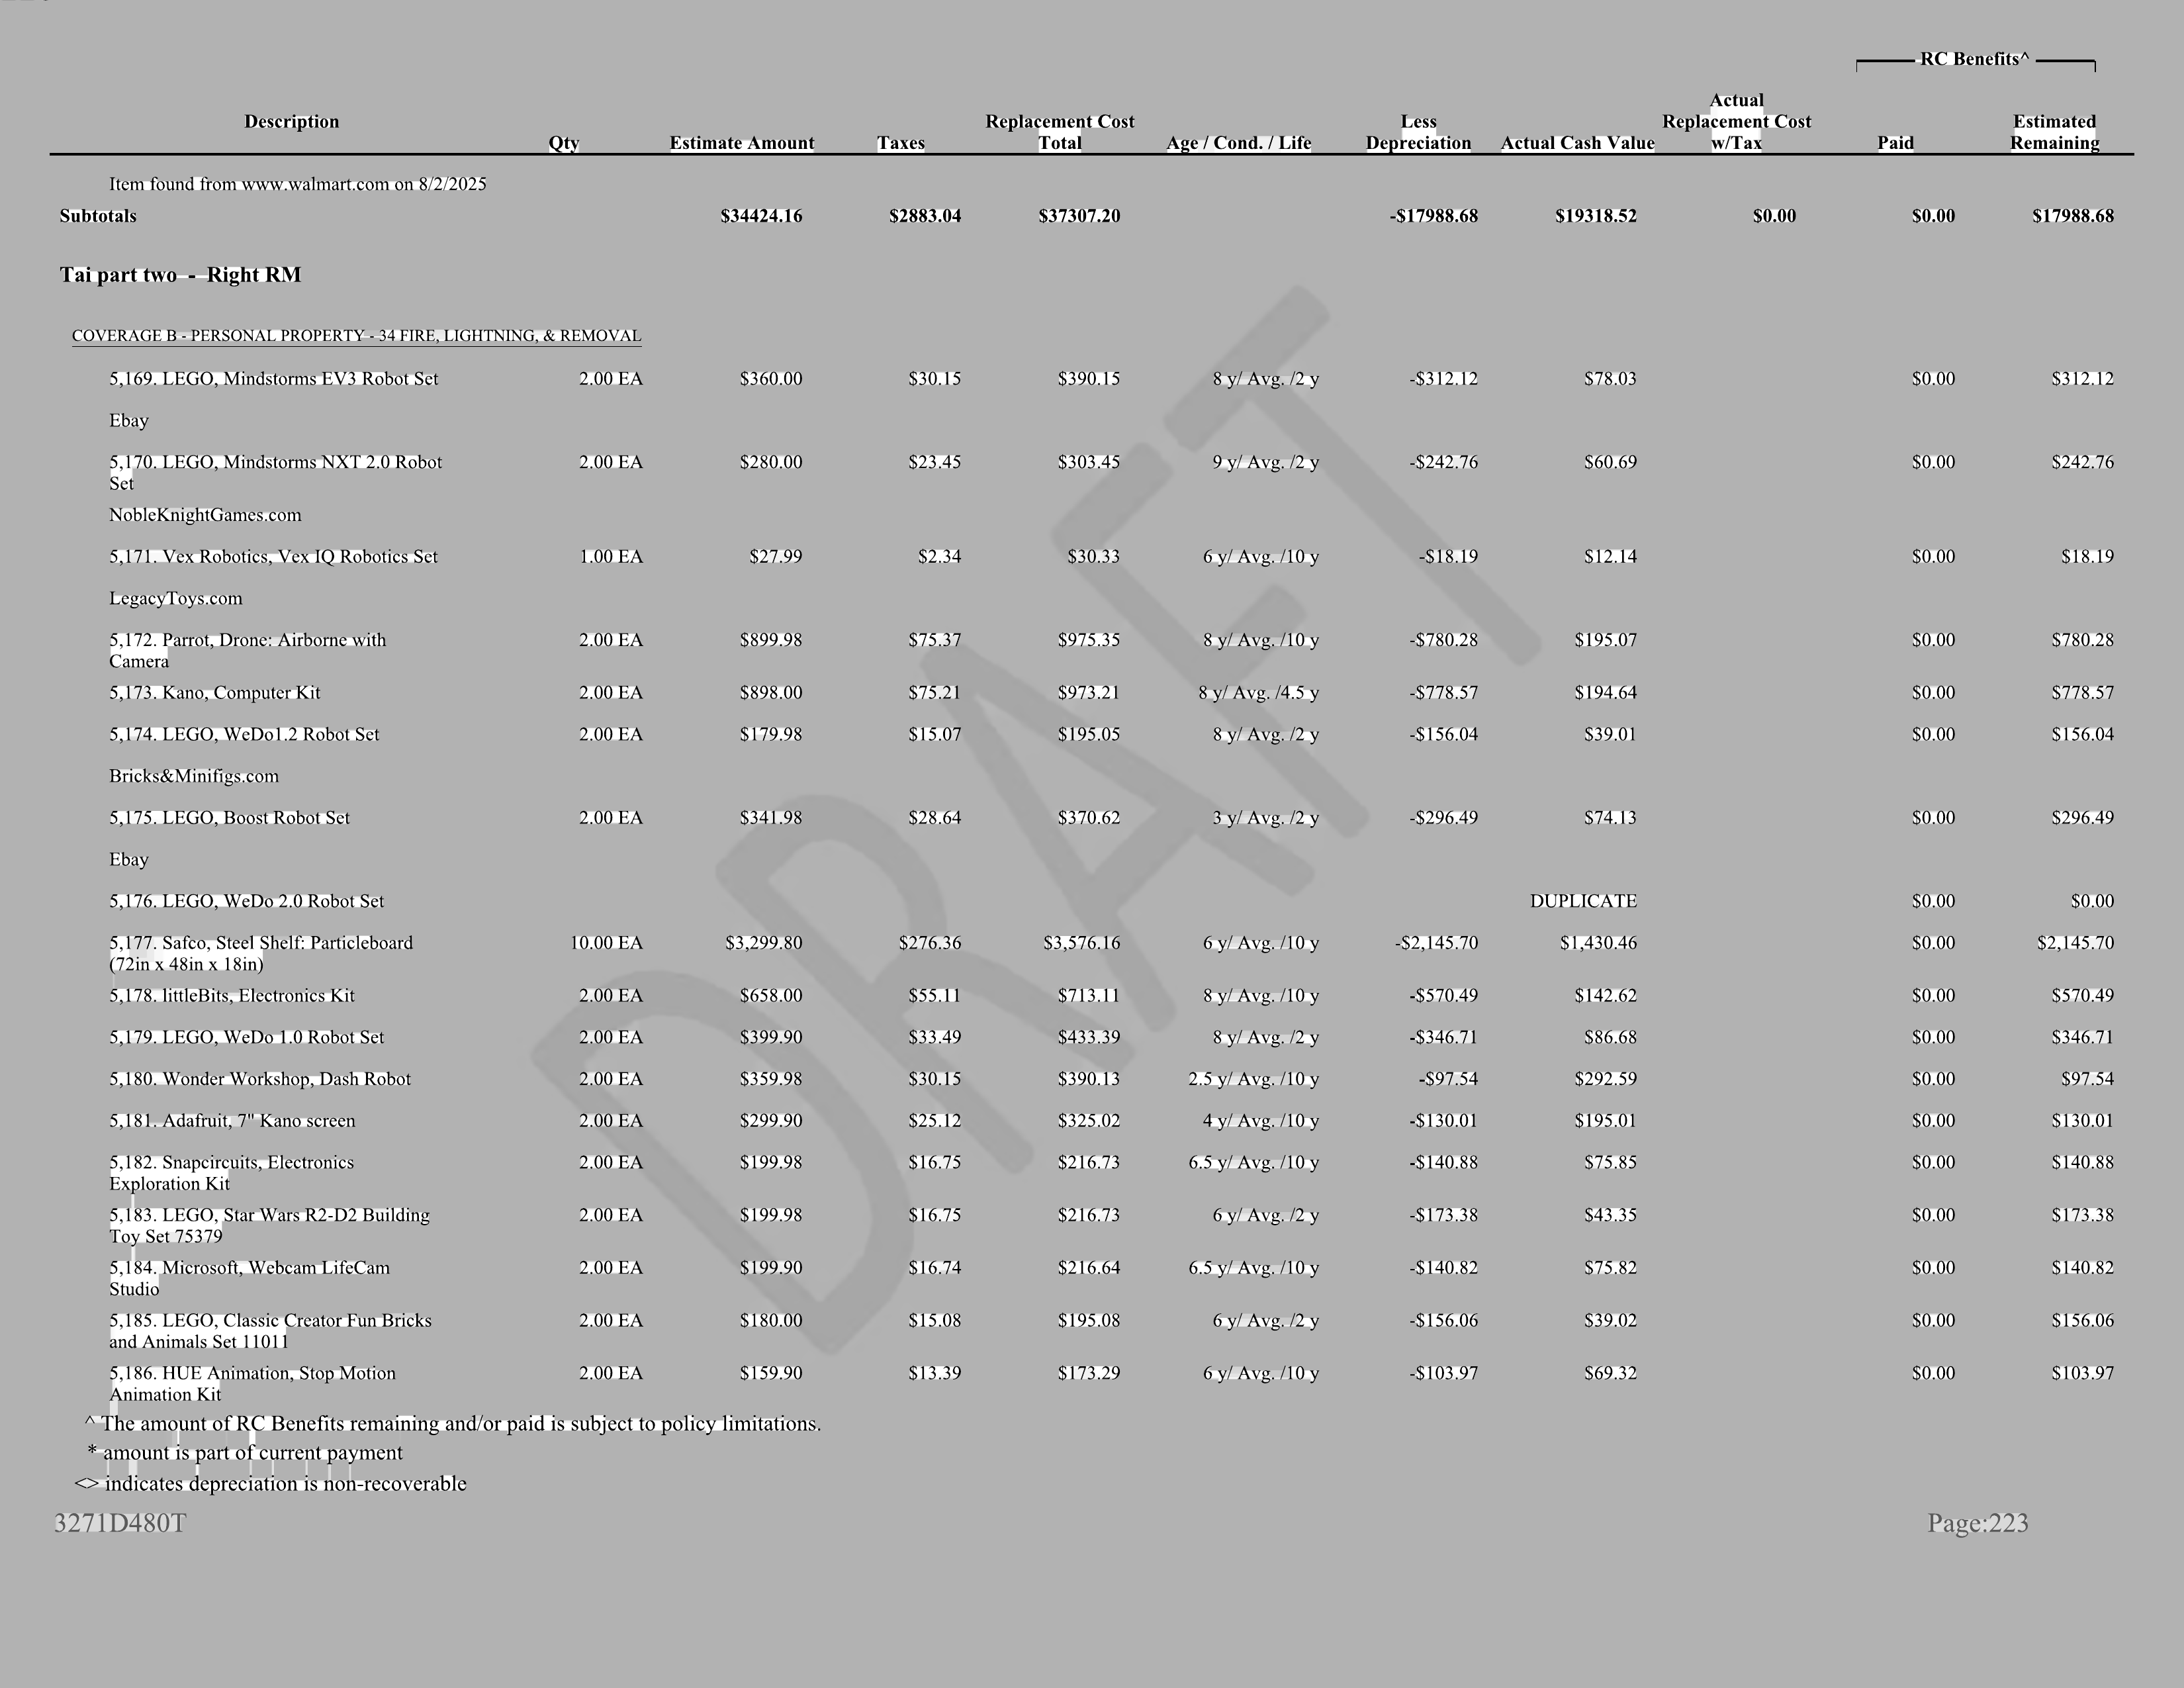 RC Benefits^
Description Qty Estimate Amount Taxes Replacement Cost Total Age / Cond. / Life Less Depreciation Actual Cash Value Actual Replacement Cost w/Tax Paid Estimated Remaining
Item found from www.walmart.com on 8/2/2025
Subtotals $34424.16 $2883.04 $37307.20 -$17988.68 $19318.52 $0.00 $0.00 $17988.68
Tai part two - Right RM
COVERAGE B - PERSONAL PROPERTY - 34 FIRE, LIGHTNING, & REMOVAL
5,169. LEGO, Mindstorms EV3 Robot Set 2.00 EA $360.00 $30.15 $390.15 8 y/ Avg. /2 y -$312.12 $78.03 $0.00 $312.12
Ebay
5,170. LEGO, Mindstorms NXT 2.0 Robot 2.00 EA $280.00 $23.45 $303.45 9 y/ Avg. /2 y -$242.76 $60.69 $0.00 $242.76
Set
NobleKnightGames.com
5,171. Vex Robotics, Vex IQ Robotics Set 1.00 EA $27.99 $2.34 $30.33 6 y/ Avg. /10 y -$18.19 $12.14 $0.00 $18.19
LegacyToys.com
5,172. Parrot, Drone: Airborne with 2.00 EA $899.98 $75.37 $975.35 8 y/ Avg. /10 y -$780.28 $195.07 $0.00 $780.28
Camera
5,173. Kano, Computer Kit 2.00 EA $898.00 $75.21 $973.21 8 y/ Avg. /4.5 y -$778.57 $194.64 $0.00 $778.57
5,174. LEGO, WeDo1.2 Robot Set 2.00 EA $179.98 $15.07 $195.05 8 y/ Avg. /2 y -$156.04 $39.01 $0.00 $156.04
Bricks&Minifigs.com
5,175. LEGO, Boost Robot Set 2.00 EA $341.98 $28.64 $370.62 3 y/ Avg. /2 y -$296.49 $74.13 $0.00 $296.49
Ebay
5,176. LEGO, WeDo 2.0 Robot Set DUPLICATE $0.00 $0.00
5,177. Safco, Steel Shelf: Particleboard 10.00 EA $3,299.80 $276.36 $3,576.16 6 y/ Avg. /10 y -$2,145.70 $1,430.46 $0.00 $2,145.70
(72in x 48in x 18in)
5,178. littleBits, Electronics Kit 2.00 EA $658.00 $55.11 $713.11 8 y/ Avg. /10 y -$570.49 $142.62 $0.00 $570.49
5,179. LEGO, WeDo 1.0 Robot Set 2.00 EA $399.90 $33.49 $433.39 8 y/ Avg. /2 y -$346.71 $86.68 $0.00 $346.71
5,180. Wonder Workshop, Dash Robot 2.00 EA $359.98 $30.15 $390.13 2.5 y/ Avg. /10 y -$97.54 $292.59 $0.00 $97.54
5,181. Adafruit, 7" Kano screen 2.00 EA $299.90 $25.12 $325.02 4 y/ Avg. /10 y -$130.01 $195.01 $0.00 $130.01
5,182. Snapcircuits, Electronics 2.00 EA $199.98 $16.75 $216.73 6.5 y/ Avg. /10 y -$140.88 $75.85 $0.00 $140.88
Exploration Kit
5,183. LEGO, Star Wars R2-D2 Building 2.00 EA $199.98 $16.75 $216.73 6 y/ Avg. /2 y -$173.38 $43.35 $0.00 $173.38
Toy Set 75379
5,184. Microsoft, Webcam LifeCam 2.00 EA $199.90 $16.74 $216.64 6.5 y/ Avg. /10 y -$140.82 $75.82 $0.00 $140.82
Studio
5,185. LEGO, Classic Creator Fun Bricks 2.00 EA $180.00 $15.08 $195.08 6 y/ Avg. /2 y -$156.06 $39.02 $0.00 $156.06
and Animals Set 11011
5,186. HUE Animation, Stop Motion 2.00 EA $159.90 $13.39 $173.29 6 y/ Avg. /10 y -$103.97 $69.32 $0.00 $103.97
Animation Kit
^ The amount of RC Benefits remaining and/or paid is subject to policy limitations.
* amount is part of current payment
<> indicates depreciation is non-recoverable
3271D480T Page:223
DRAFT